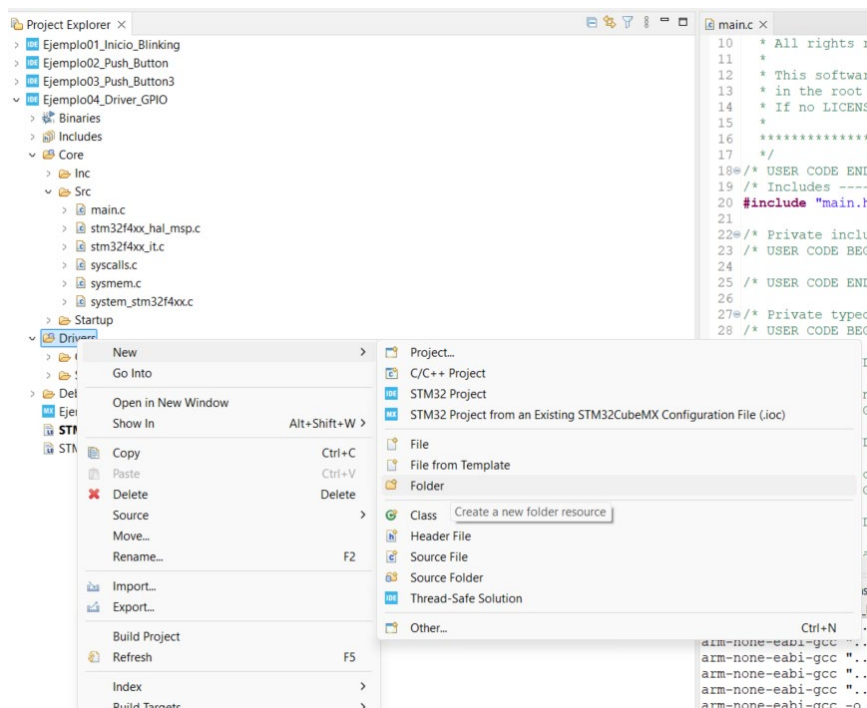 Project Explorer
Ejemplo01_Inicio_Blinking
Ejemplo02_Push_Button
Ejemplo03_Push_Button3
Ejemplo04_Driver_GPIO
Binaries
Includes
Core
Inc
Src
main.c
stm32f4xx_hal_msp.c
stm32f4xx_it.c
syscalls.c
sysmem.c
system_stm32f4xx.c
Startup
Drivers
New
Go Into
Open in New Window
Show In Alt+Shift+W
Copy Ctrl+C
Paste Ctrl+V
Delete Delete
Source
Move...
Rename... F2
Import...
Export...
Build Project
Refresh F5
Index
Build Targets
Project...
C/C++ Project
STM32 Project
STM32 Project from an Existing STM32CubeMX Configuration File (.ioc)
File
File from Template
Folder
Class
Create a new folder resource
Header File
Source File
Source Folder
Thread-Safe Solution
Other... Ctrl+N
main.c
10 * All rights
11 *
12 * This softwar
13 * in the root
14 * If no LICENS
15 *
16 **************
17 */
18 /* USER CODE END
19 /* Includes ----
20 #include "main.h
21
22 /* Private inclu
23 /* USER CODE BEG
24
25 /* USER CODE END
26
27 /* Private typed
28 /* USER CODE BEG
arm-none-eabi-gcc "..
arm-none-eabi-gcc "..
arm-none-eabi-gcc "..
arm-none-eabi-gcc "..
arm-none-eabi-gcc -o